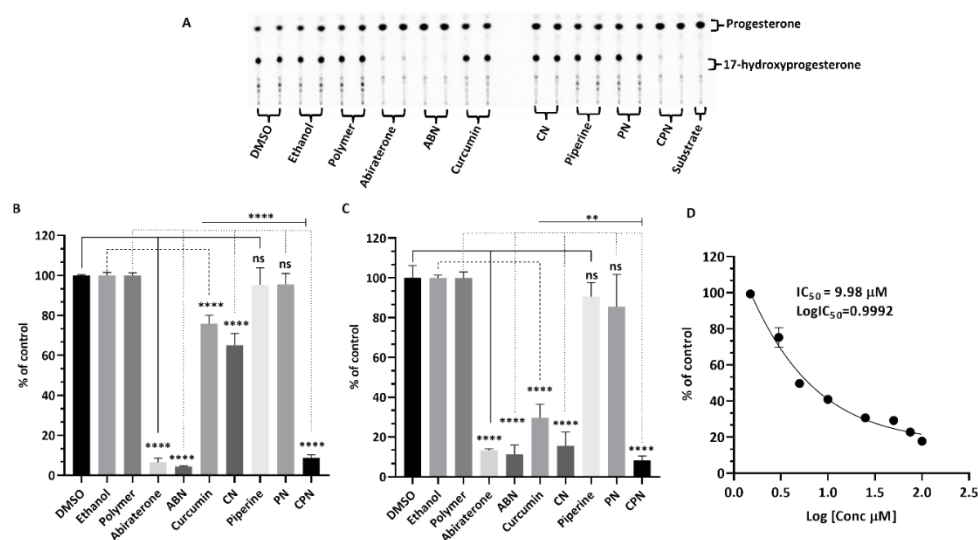 A
Progesterone
17-hydroxyprogesterone
DMSO
Ethanol
Polymer
Abiraterone
ABN
Curcumin
CN
Piperine
PN
CPN
Substrate
B
****
120
100
80
60
40
20
0
% of control
****
****
****
****
ns
ns
****
DMSO
Ethanol
Polymer
Abiraterone
ABN
Curcumin
CN
Piperine
PN
CPN
C
**
120
100
80
60
40
20
0
% of control
****
****
****
****
ns
ns
****
DMSO
Ethanol
Polymer
Abiraterone
ABN
Curcumin
CN
Piperine
PN
CPN
D
120
100
80
60
40
20
0
% of control
IC50 = 9.98 μM
LogIC50=0.9992
0.0 0.5 1.0 1.5 2.0 2.5
Log [Conc μM]